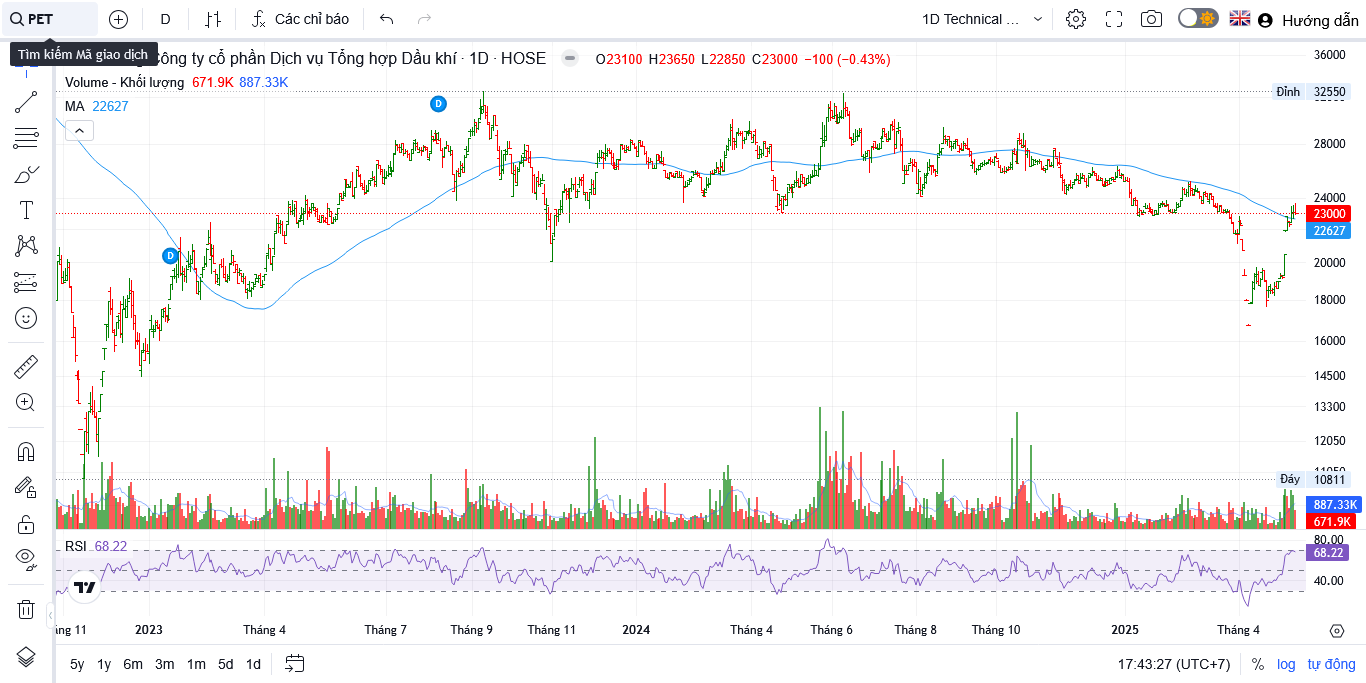 PET
D
Các chỉ báo
1D Technical ...
Hướng dẫn
Tìm kiếm Mã giao dịch
Công ty cổ phần Dịch vụ Tổng hợp Dầu khí · 1D · HOSE
O23100 H23650 L22850 C23000 −100 (−0.43%)
Volume - Khối lượng 671.9K 887.33K
MA 22627
D
D
36000
Đỉnh 32550
28000
24000
23000
22627
20000
18000
16000
14500
13300
12050
Đáy 10811
887.33K
671.9K
RSI 68.22
80.00
68.22
40.00
ng 11 2023 Tháng 4 Tháng 7 Tháng 9 Tháng 11 2024 Tháng 4 Tháng 6 Tháng 8 Tháng 10 2025 Tháng 4
5y 1y 6m 3m 1m 5d 1d
17:43:27 (UTC+7) % log tự động